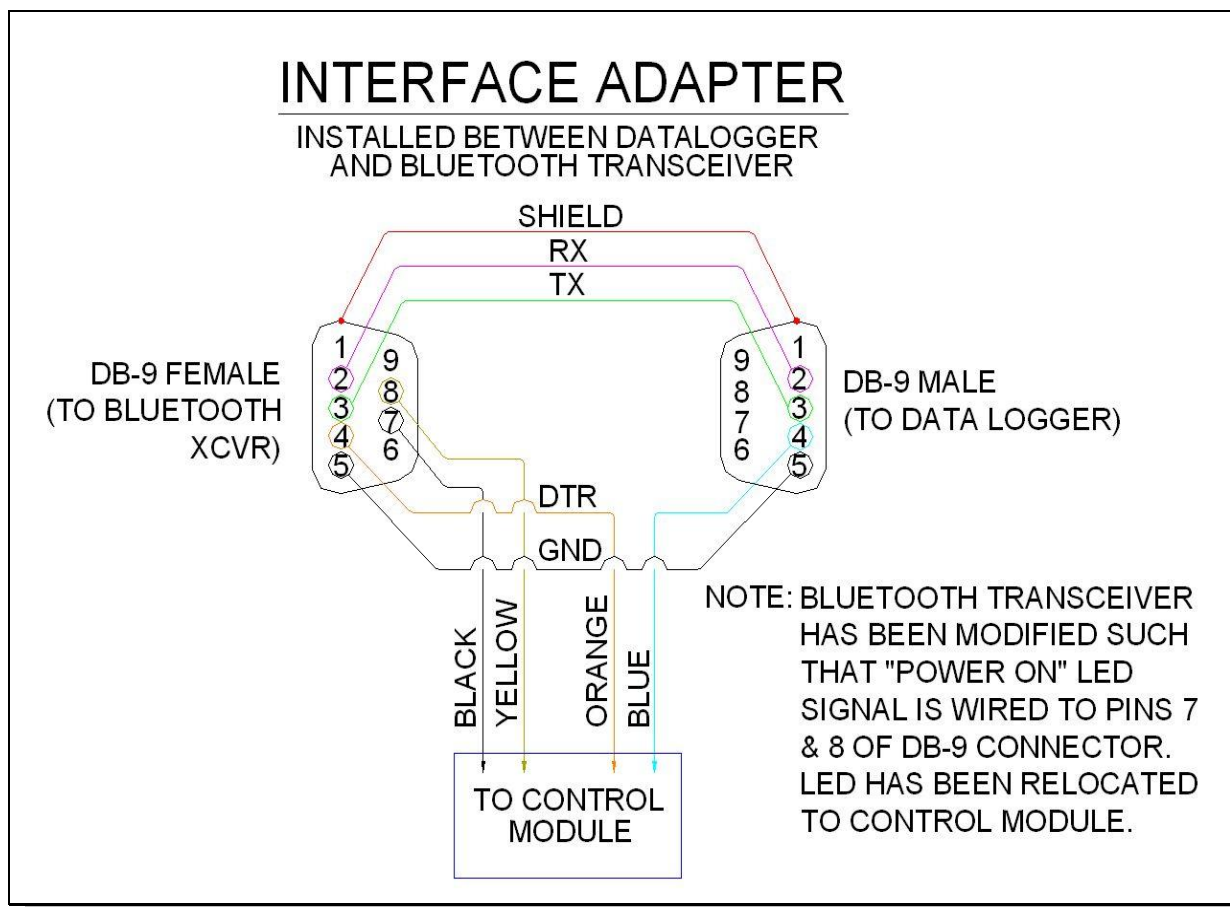 INTERFACE ADAPTER
INSTALLED BETWEEN DATALOGGER
AND BLUETOOTH TRANSCEIVER
SHIELD
RX
TX
DB-9 FEMALE
(TO BLUETOOTH
XCVR)
1
2
3
4
5
9
8
7
6
9
8
7
6
1
2
3
4
5
DB-9 MALE
(TO DATA LOGGER)
DTR
GND
BLACK
YELLOW
ORANGE
BLUE
TO CONTROL
MODULE
NOTE: BLUETOOTH TRANSCEIVER
HAS BEEN MODIFIED SUCH
THAT "POWER ON" LED
SIGNAL IS WIRED TO PINS 7
& 8 OF DB-9 CONNECTOR.
LED HAS BEEN RELOCATED
TO CONTROL MODULE.